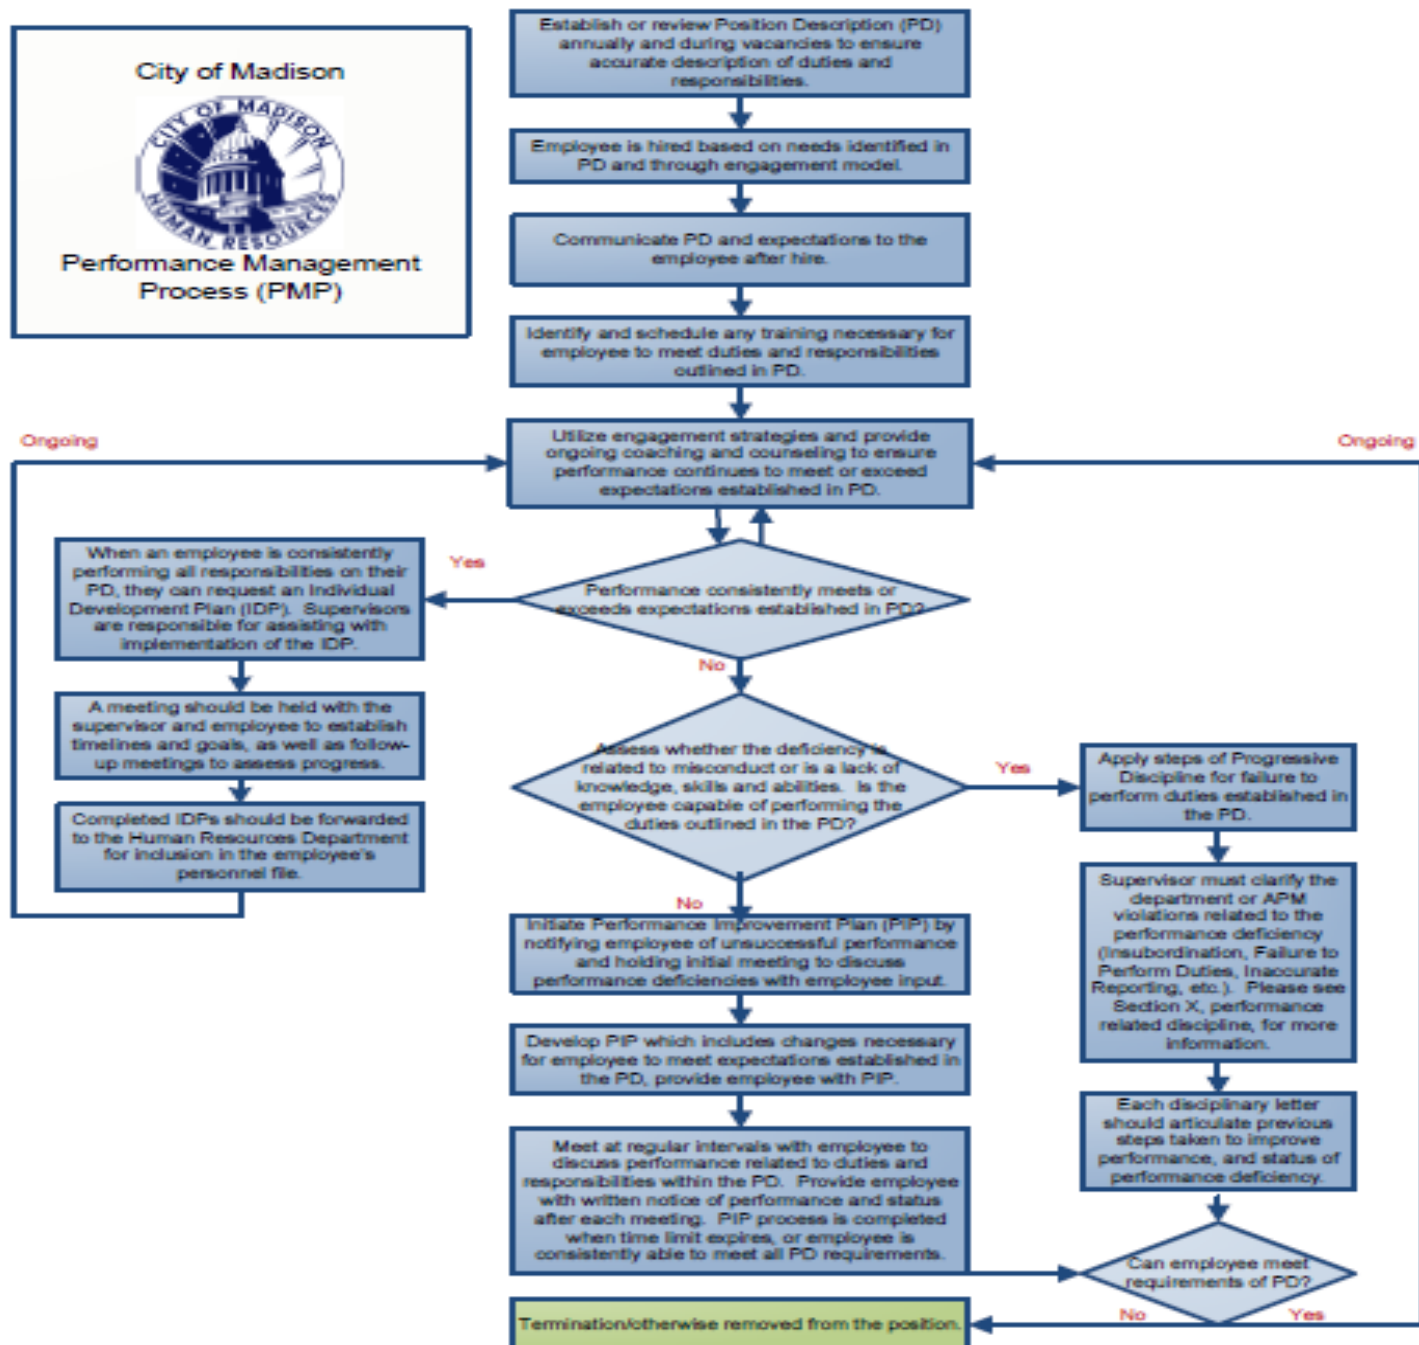 City of Madison
CITY OF MADISON
HUMAN RESOURCES
Performance Management
Process (PMP)
Establish or review Position Description (PD)
annually and during vacancies to ensure
accurate description of duties and
responsibilities.
Employee is hired based on needs identified in
PD and through engagement model.
Communicate PD and expectations to the
employee after hire.
Identify and schedule any training necessary for
employee to meet duties and responsibilities
outlined in PD.
Ongoing
Utilize engagement strategies and provide
ongoing coaching and counseling to ensure
performance continues to meet or exceed
expectations established in PD.
Ongoing
Performance consistently meets or
exceeds expectations established in PD?
Yes
When an employee is consistently
performing all responsibilities on their
PD, they can request an Individual
Development Plan (IDP). Supervisors
are responsible for assisting with
implementation of the IDP.
A meeting should be held with the
supervisor and employee to establish
timelines and goals, as well as follow-
up meetings to assess progress.
Completed IDPs should be forwarded
to the Human Resources Department
for inclusion in the employee's
personnel file.
No
Assess whether the deficiency is
related to misconduct or is a lack of
knowledge, skills and abilities. Is the
employee capable of performing the
duties outlined in the PD?
Yes
Apply steps of Progressive
Discipline for failure to
perform duties established in
the PD.
Supervisor must clarify the
department or APM
violations related to the
performance deficiency
(Insubordination, Failure to
Perform Duties, Inaccurate
Reporting, etc.). Please see
Section X, performance
related discipline, for more
information.
Each disciplinary letter
should articulate previous
steps taken to improve
performance, and status of
performance deficiency.
No
Initiate Performance Improvement Plan (PIP) by
notifying employee of unsuccessful performance
and holding initial meeting to discuss
performance deficiencies with employee input.
Develop PIP which includes changes necessary
for employee to meet expectations established in
the PD, provide employee with PIP.
Meet at regular intervals with employee to
discuss performance related to duties and
responsibilities within the PD. Provide employee
with written notice of performance and status
after each meeting. PIP process is completed
when time limit expires, or employee is
consistently able to meet all PD requirements.
Can employee meet
requirements of PD?
No
Yes
Termination/otherwise removed from the position.